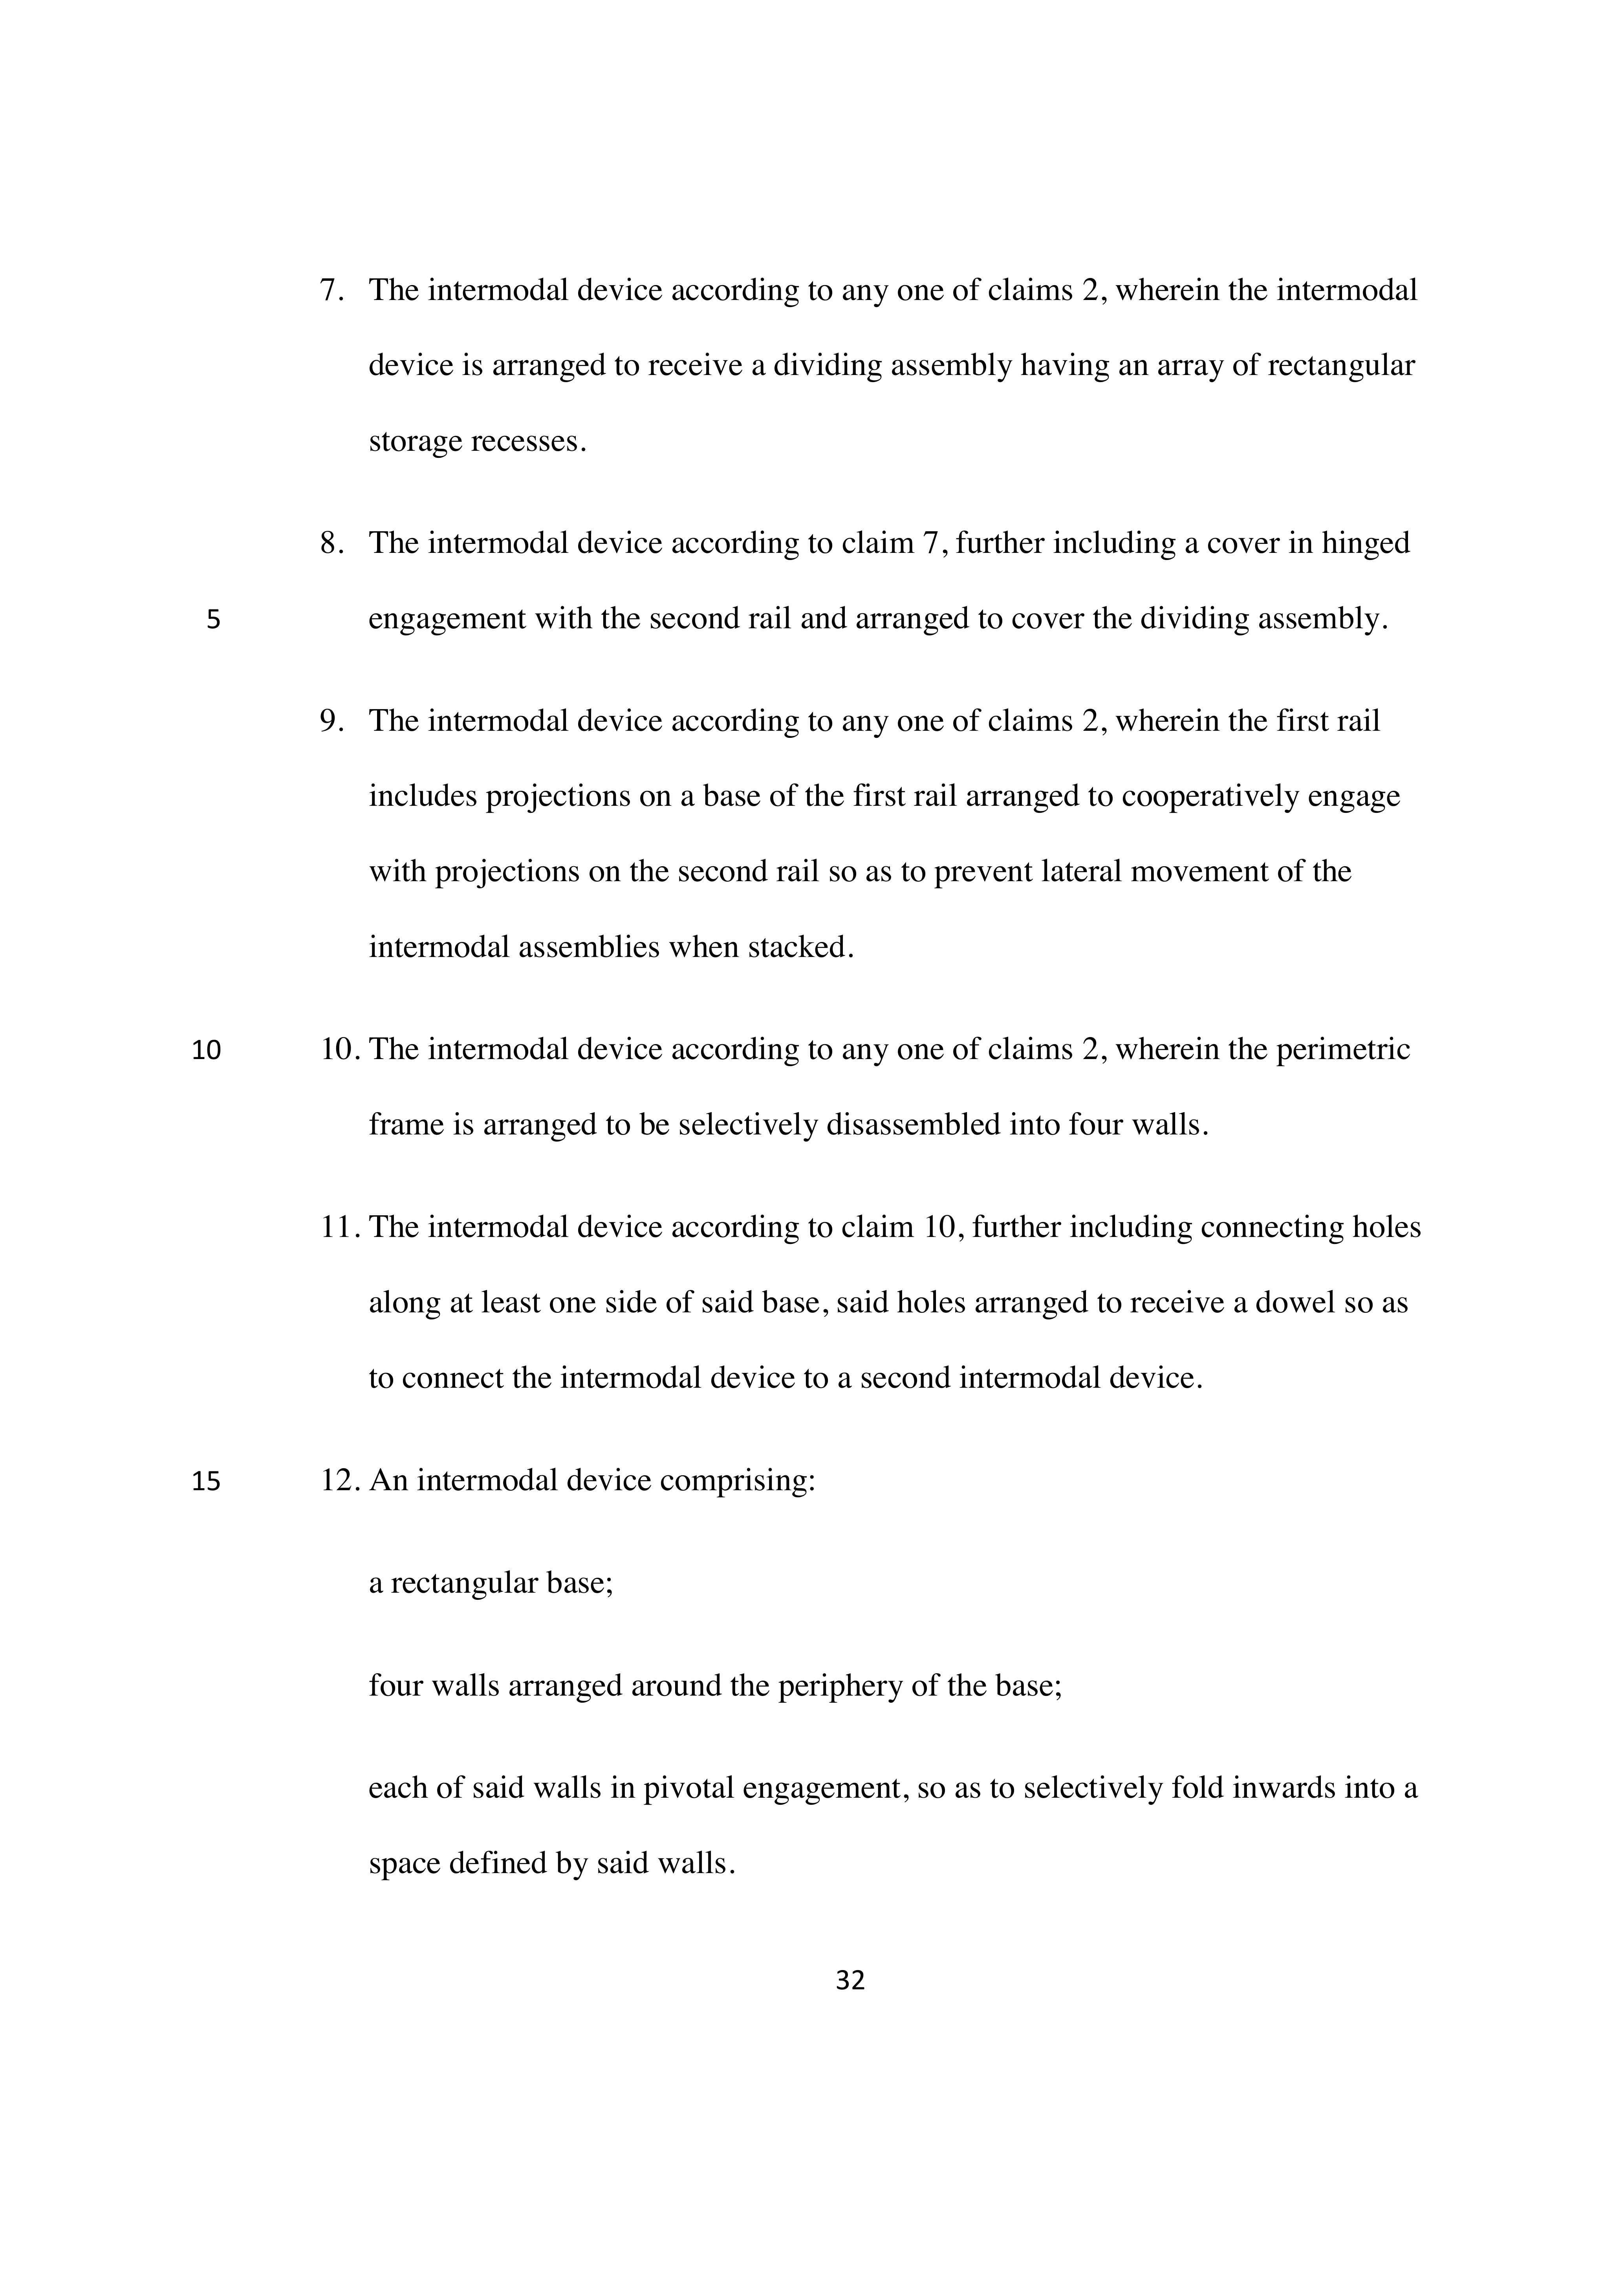 7. The intermodal device according to any one of claims 2, wherein the intermodal
device is arranged to receive a dividing assembly having an array of rectangular
storage recesses.
8. The intermodal device according to claim 7, further including a cover in hinged
5 engagement with the second rail and arranged to cover the dividing assembly.
9. The intermodal device according to any one of claims 2, wherein the first rail
includes projections on a base of the first rail arranged to cooperatively engage
with projections on the second rail so as to prevent lateral movement of the
intermodal assemblies when stacked.
10 10. The intermodal device according to any one of claims 2, wherein the perimetric
frame is arranged to be selectively disassembled into four walls.
11. The intermodal device according to claim 10, further including connecting holes
along at least one side of said base, said holes arranged to receive a dowel so as
to connect the intermodal device to a second intermodal device.
15 12. An intermodal device comprising:
a rectangular base;
four walls arranged around the periphery of the base;
each of said walls in pivotal engagement, so as to selectively fold inwards into a
space defined by said walls.
32